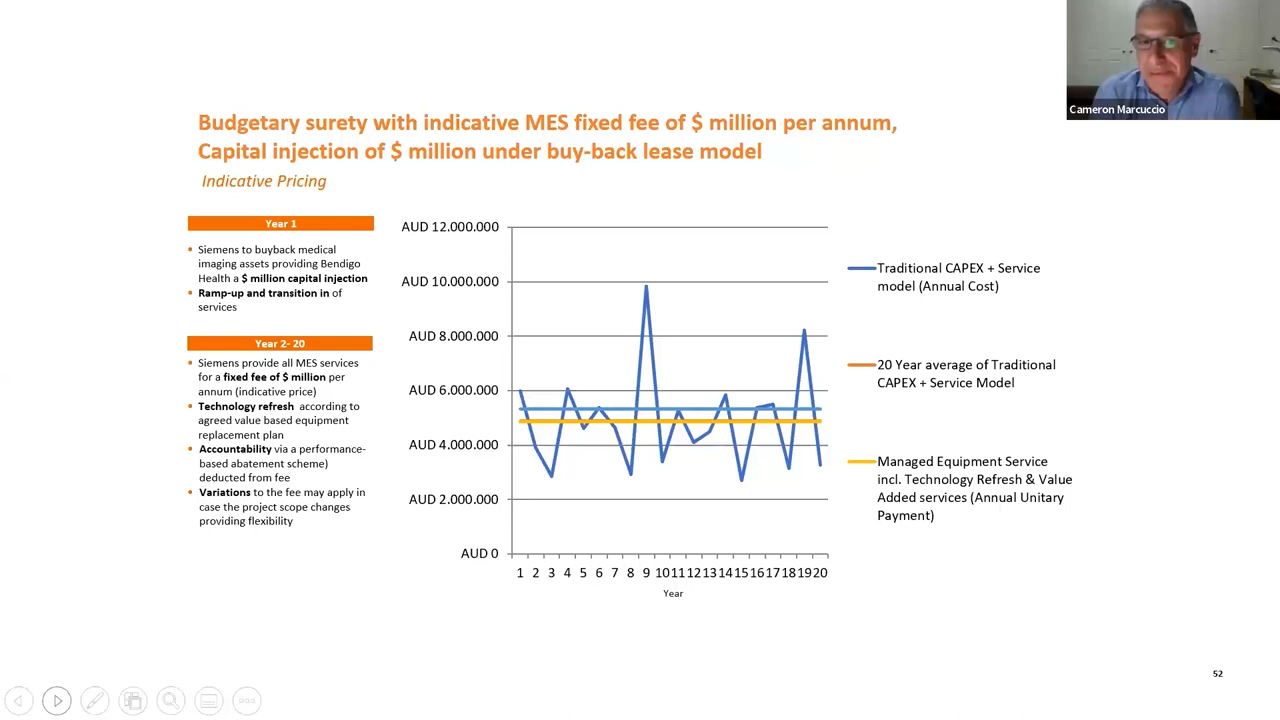 Cameron Marcuccio
Budgetary surety with indicative MES fixed fee of $ million per annum,
Capital injection of $ million under buy-back lease model
Indicative Pricing
Year 1
• Siemens to buyback medical
imaging assets providing Bendigo
Health a $ million capital injection
• Ramp-up and transition in of
services
Year 2- 20
• Siemens provide all MES services
for a fixed fee of $ million per
annum (indicative price)
• Technology refresh according to
agreed value based equipment
replacement plan
• Accountability via a performance-
based abatement scheme)
deducted from fee
• Variations to the fee may apply in
case the project scope changes
providing flexibility
AUD 12.000.000
AUD 10.000.000
AUD 8.000.000
AUD 6.000.000
AUD 4.000.000
AUD 2.000.000
AUD 0
1 2 3 4 5 6 7 8 9 10 11 12 13 14 15 16 17 18 19 20
Year
Traditional CAPEX + Service
model (Annual Cost)
20 Year average of Traditional
CAPEX + Service Model
Managed Equipment Service
incl. Technology Refresh & Value
Added services (Annual Unitary
Payment)
52